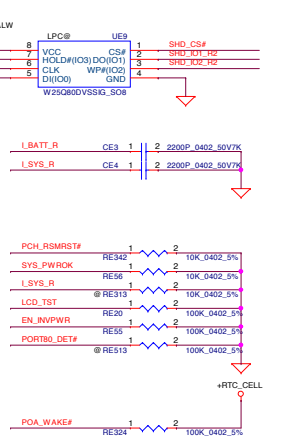 ALW
LPC@ UE9
8 VCC CS# 1 SHD_CS#
7 HOLD#(IO3) DO(IO1) 2 SHD_IO1_R2
6 CLK WP#(IO2) 3 SHD_IO2_R2
5 DI(IO0) GND 4
W25Q80DVSSIG_SO8
I_BATT_R CE3 1 2 2200P_0402_50V7K
I_SYS_R CE4 1 2 2200P_0402_50V7K
PCH_RSMRST# 1 2
RE342 10K_0402_5%
SYS_PWROK 1 2
RE56 10K_0402_5%
I_SYS_R 1 2
@ RE313 10K_0402_5%
LCD_TST 1 2
RE20 100K_0402_5%
EN_INVPWR 1 2
RE55 100K_0402_5%
PORT80_DET# 1 2
@ RE513 100K_0402_5%
+RTC_CELL
POA_WAKE# 1 2
RE324 100K_0402_5%